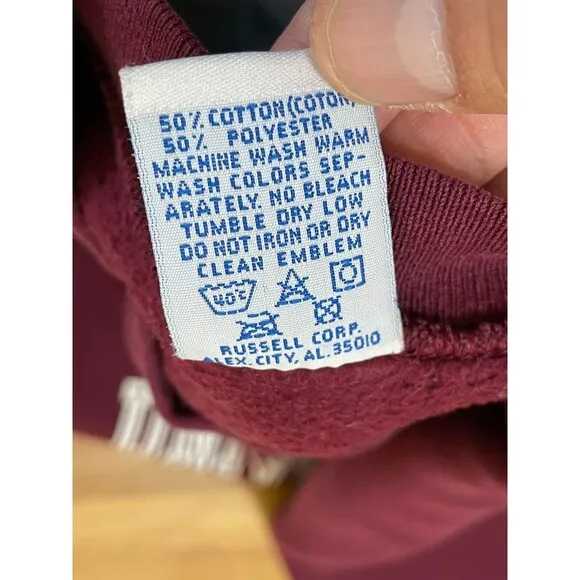 50% COTTON (COTON)
50% POLYESTER
MACHINE WASH WARM
WASH COLORS SEP-
ARATELY. NO BLEACH
TUMBLE DRY LOW
DO NOT IRON OR DRY
CLEAN EMBLEM
40°
RUSSELL CORP.
ALEX. CITY, AL. 35010